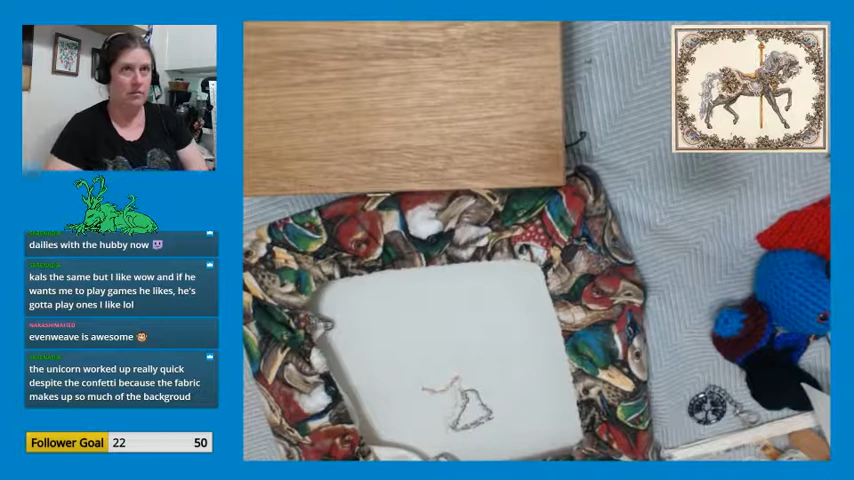 dailies with the hubby now
kals the same but I like wow and if he
wants me to play games he likes, he's
gotta play ones I like lol
evenweave is awesome
the unicorn worked up really quick
despite the confetti because the fabric
makes up so much of the backgroud
Follower Goal 22 50